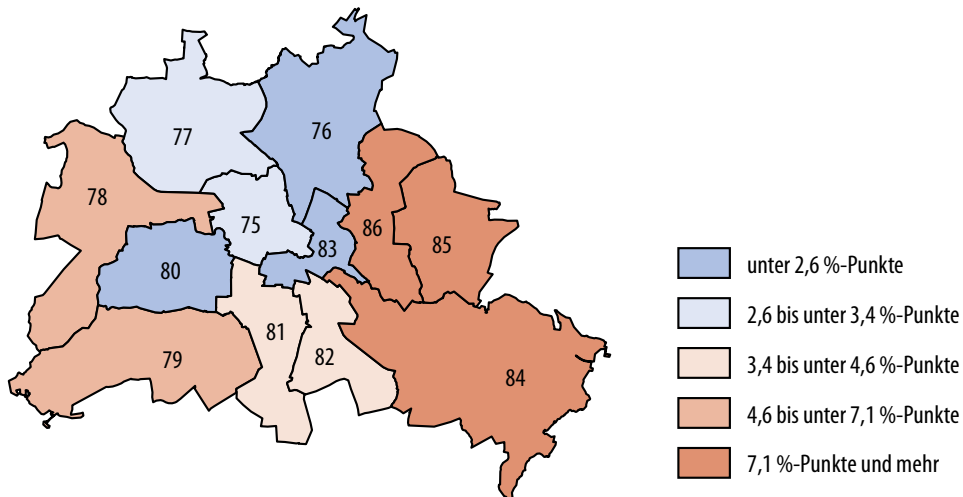 76
77
78
75
86
85
83
80
81
82
79
84
unter 2,6 %-Punkte
2,6 bis unter 3,4 %-Punkte
3,4 bis unter 4,6 %-Punkte
4,6 bis unter 7,1 %-Punkte
7,1 %-Punkte und mehr